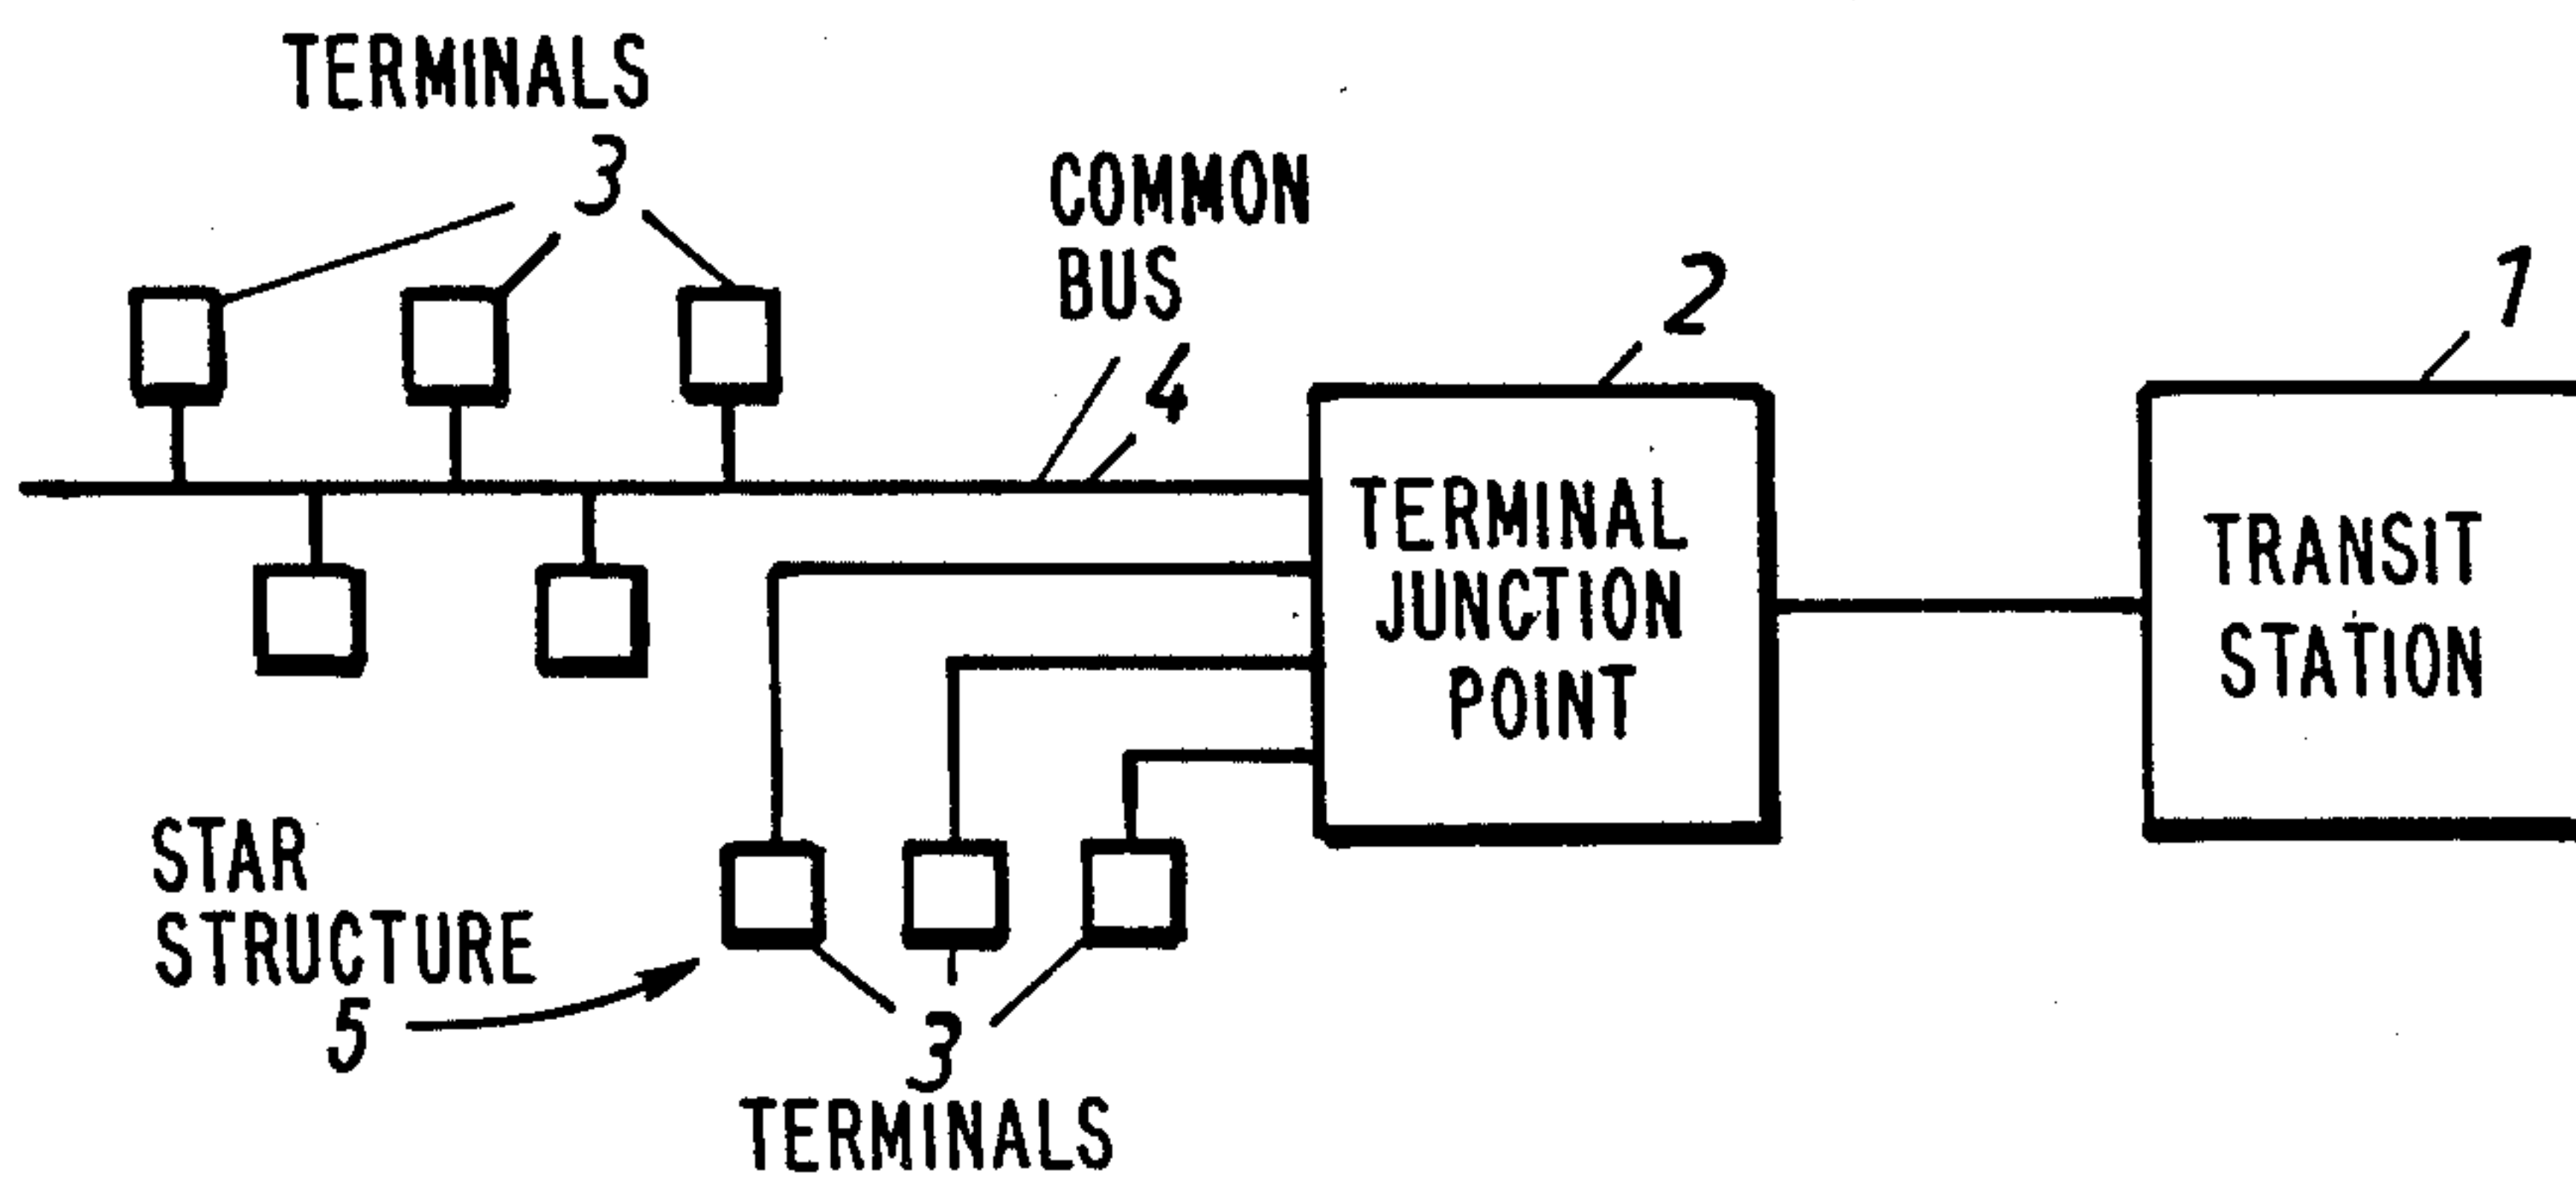 TERMINALS
3
COMMON
BUS
4
2
1
TERMINAL
JUNCTION
POINT
TRANSIT
STATION
STAR
STRUCTURE
5
3
TERMINALS